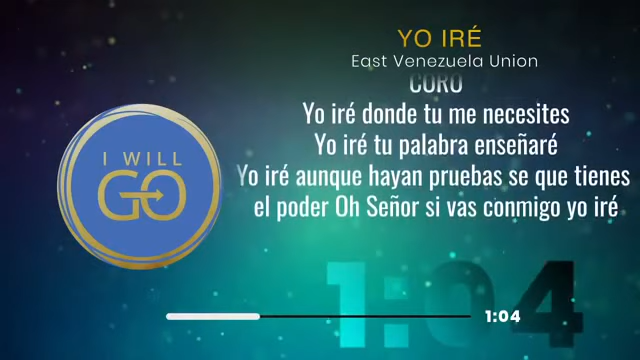 YO IRÉ
East Venezuela Union
CORO
Yo iré donde tu me necesites
Yo iré tu palabra enseñaré
Yo iré aunque hayan pruebas se que tienes
el poder Oh Señor si vas conmigo yo iré
I WILL
GO
1:04
1:04